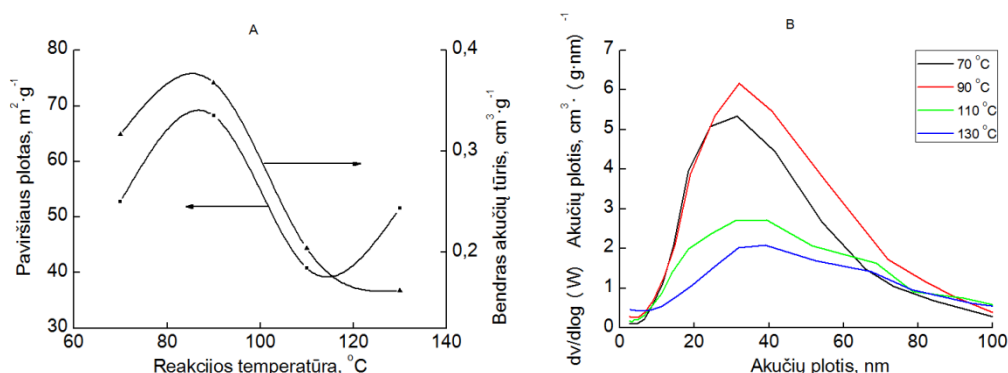 A
Paviršiaus plotas, m²·g⁻¹
80
70
60
50
40
30
0,4
0,3
0,2
Bendras akučių tūris, cm³·g⁻¹
60
80
100
120
140
Reakcijos temperatūra, °C
B
dv/dlog (W) Akučių plotis, cm³· (g·nm)⁻¹
7
6
5
4
3
2
1
0
70 °C
90 °C
110 °C
130 °C
0
20
40
60
80
100
Akučių plotis, nm